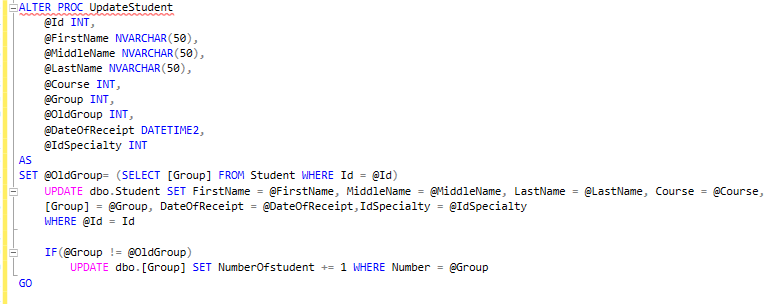 ALTER PROC UpdateStudent
@Id INT,
@FirstName NVARCHAR(50),
@MiddleName NVARCHAR(50),
@LastName NVARCHAR(50),
@Course INT,
@Group INT,
@OldGroup INT,
@DateOfReceipt DATETIME2,
@IdSpecialty INT
AS
SET @OldGroup= (SELECT [Group] FROM Student WHERE Id = @Id)
UPDATE dbo.Student SET FirstName = @FirstName, MiddleName = @MiddleName, LastName = @LastName, Course = @Course,
[Group] = @Group, DateOfReceipt = @DateOfReceipt,IdSpecialty = @IdSpecialty
WHERE @Id = Id
IF(@Group != @OldGroup)
UPDATE dbo.[Group] SET NumberOfstudent += 1 WHERE Number = @Group
GO